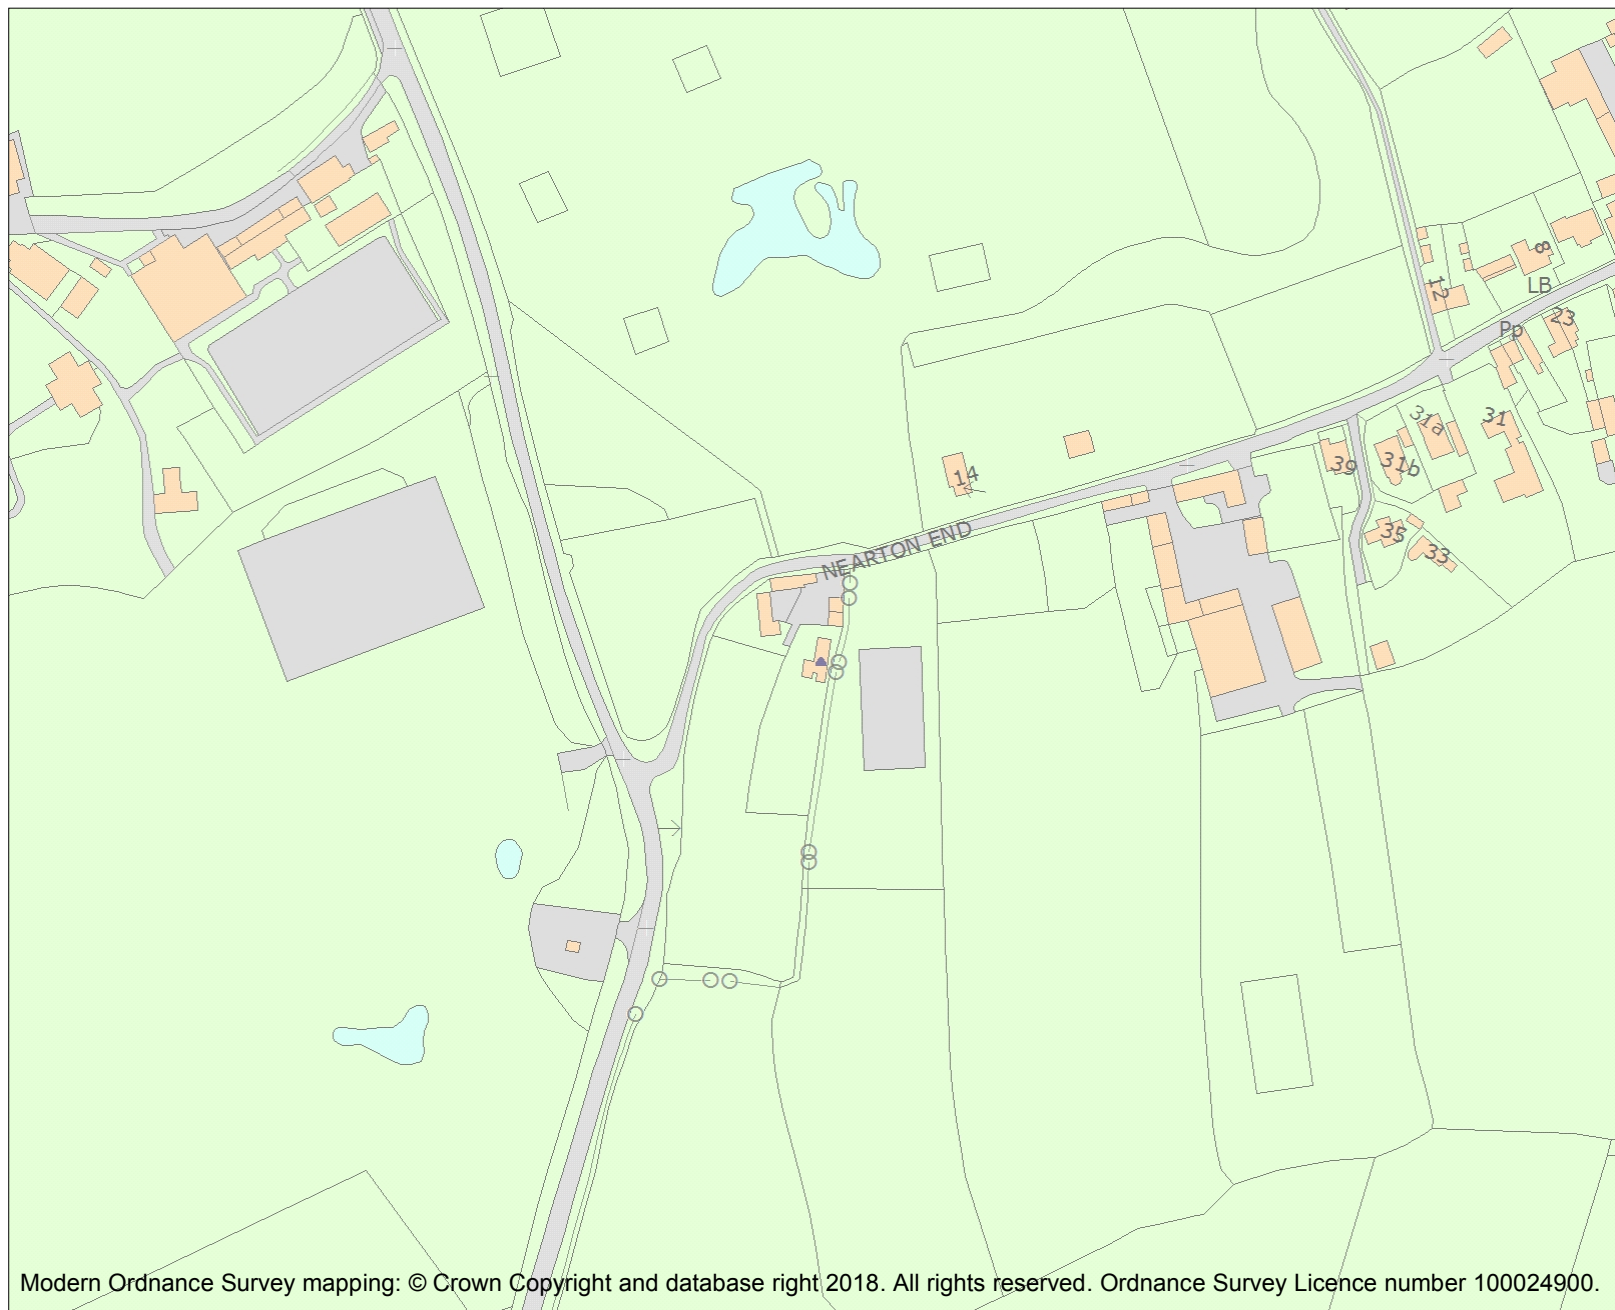 8
LB
12
23
Pp
31a
31
39
31b
14
35
33
NEARTON END
Modern Ordnance Survey mapping: © Crown Copyright and database right 2018. All rights reserved. Ordnance Survey Licence number 100024900.